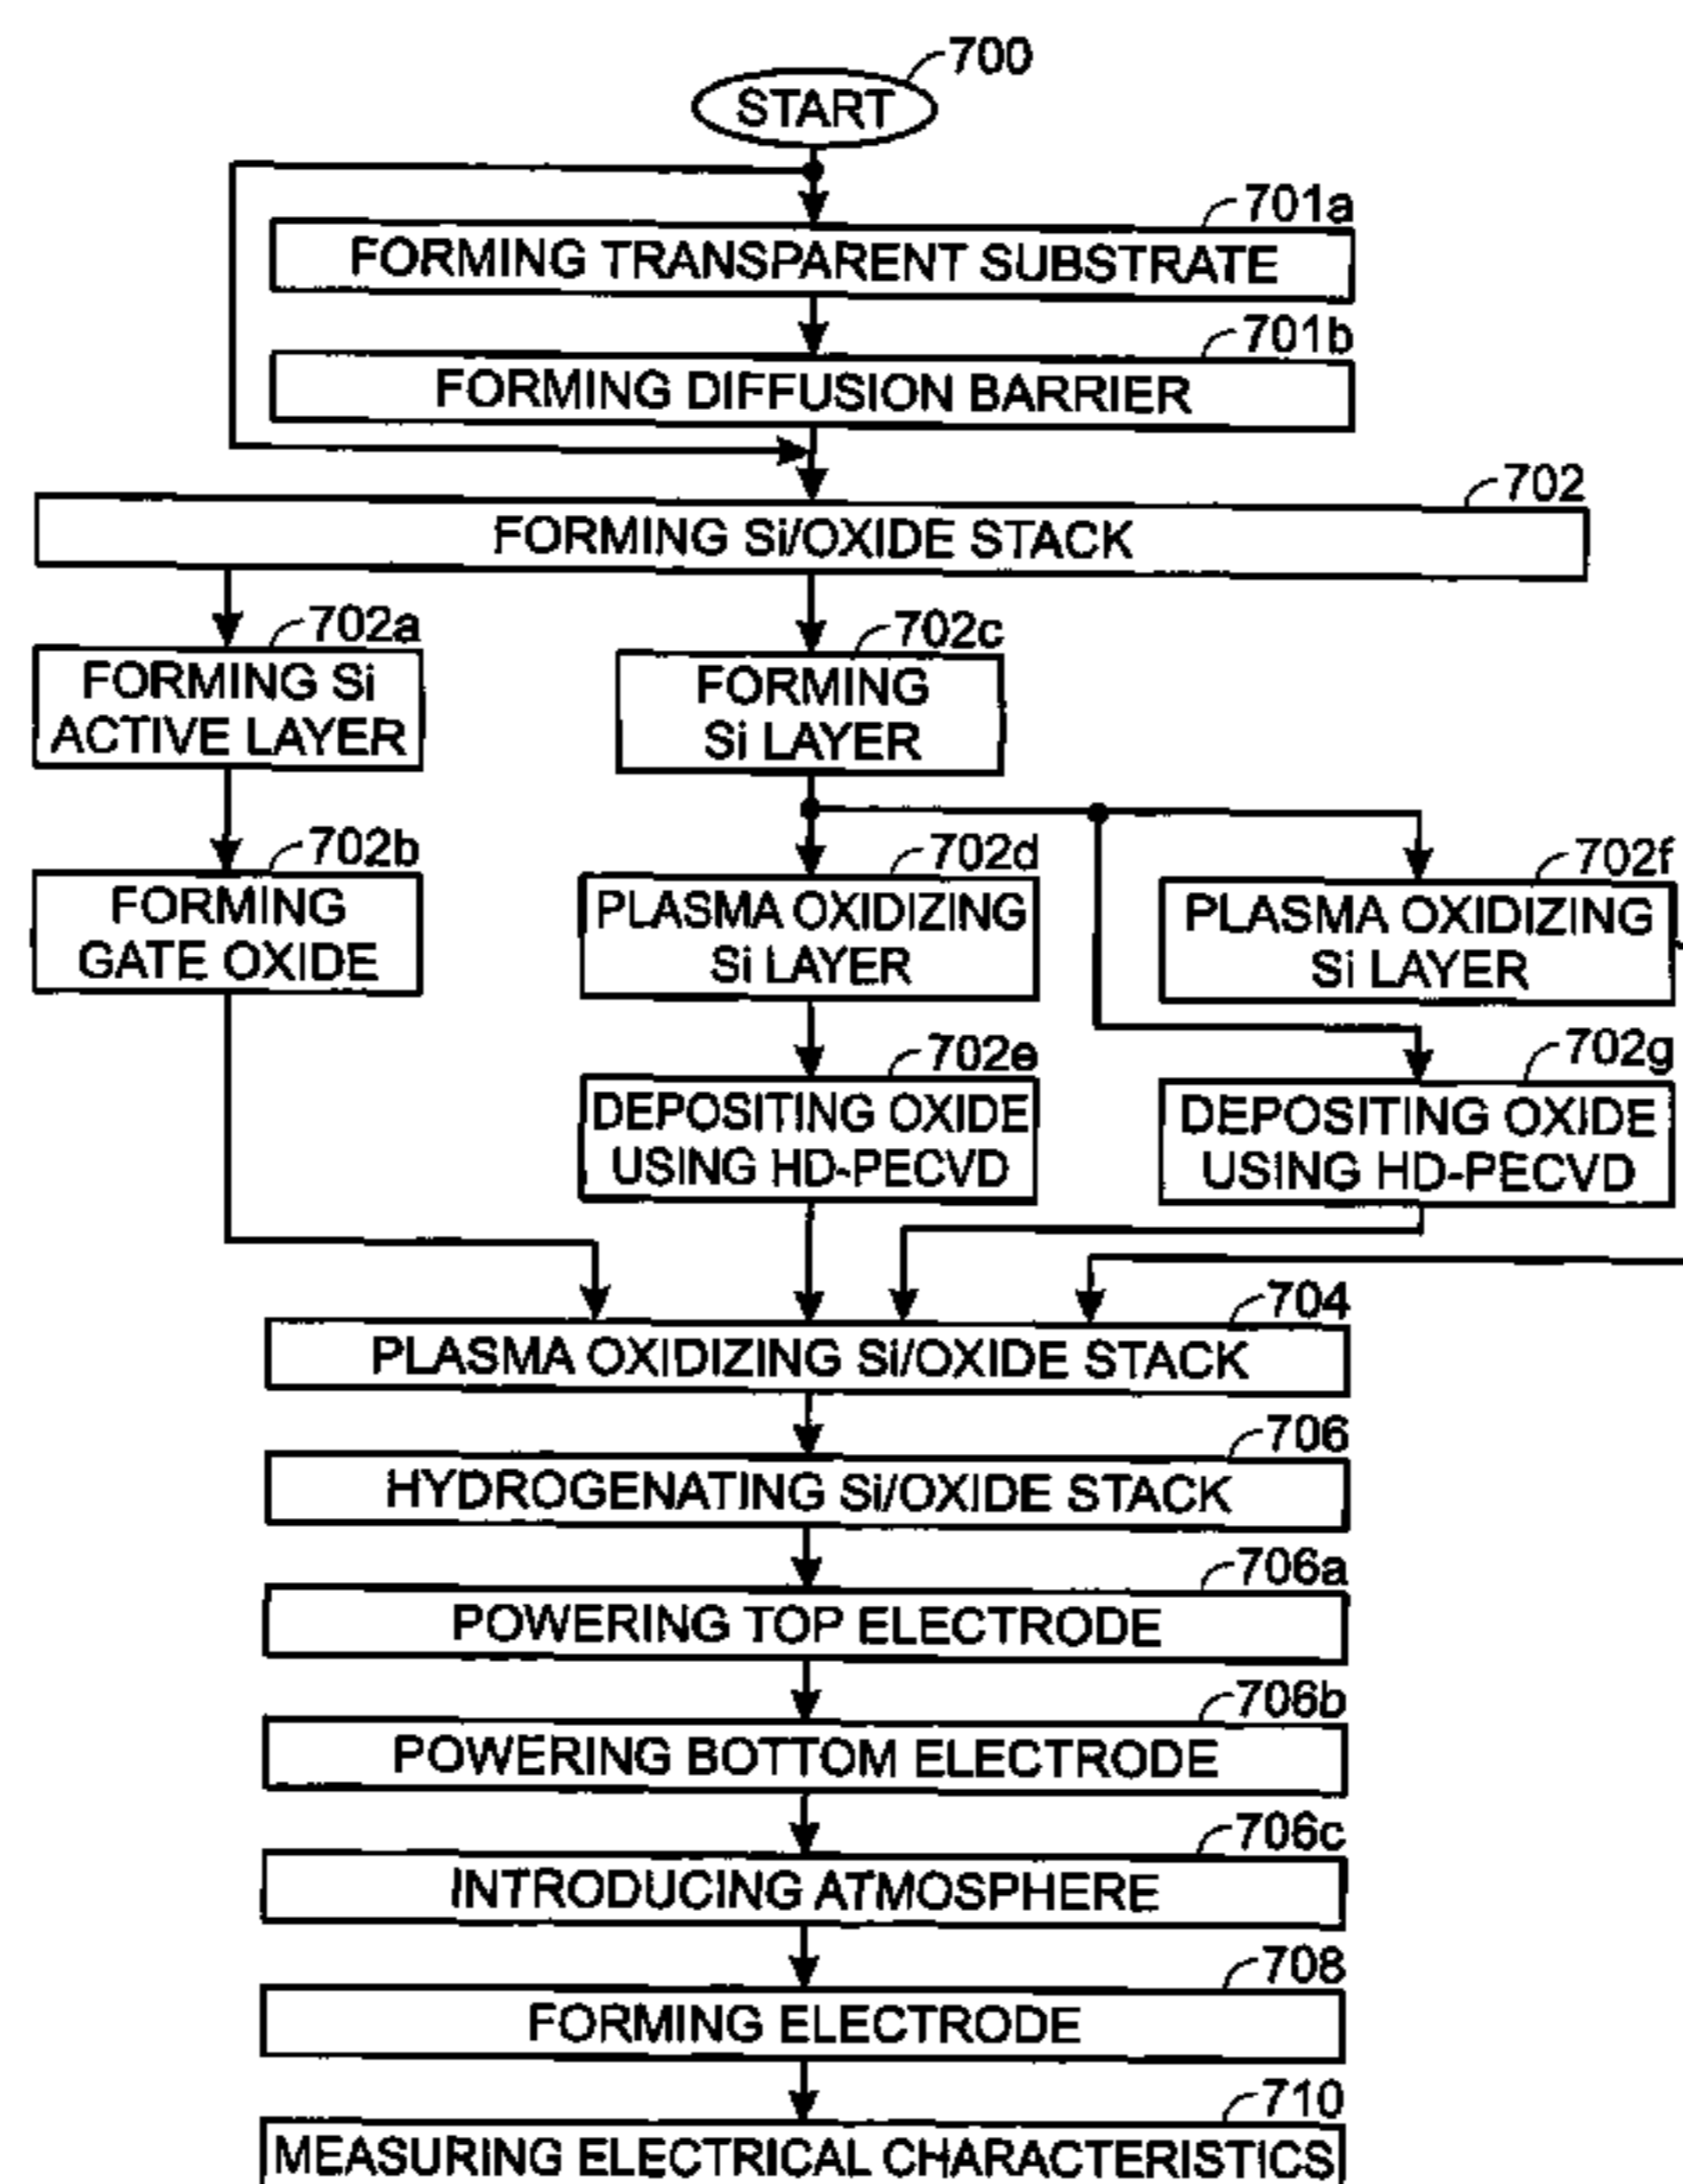 700
START
701a
FORMING TRANSPARENT SUBSTRATE
701b
FORMING DIFFUSION BARRIER
702
FORMING Si/OXIDE STACK
702a
FORMING Si
ACTIVE LAYER
702c
FORMING
Si LAYER
702b
FORMING
GATE OXIDE
702d
PLASMA OXIDIZING
Si LAYER
702f
PLASMA OXIDIZING
Si LAYER
702e
DEPOSITING OXIDE
USING HD-PECVD
702g
DEPOSITING OXIDE
USING HD-PECVD
704
PLASMA OXIDIZING Si/OXIDE STACK
706
HYDROGENATING Si/OXIDE STACK
706a
POWERING TOP ELECTRODE
706b
POWERING BOTTOM ELECTRODE
706c
INTRODUCING ATMOSPHERE
708
FORMING ELECTRODE
710
MEASURING ELECTRICAL CHARACTERISTICS